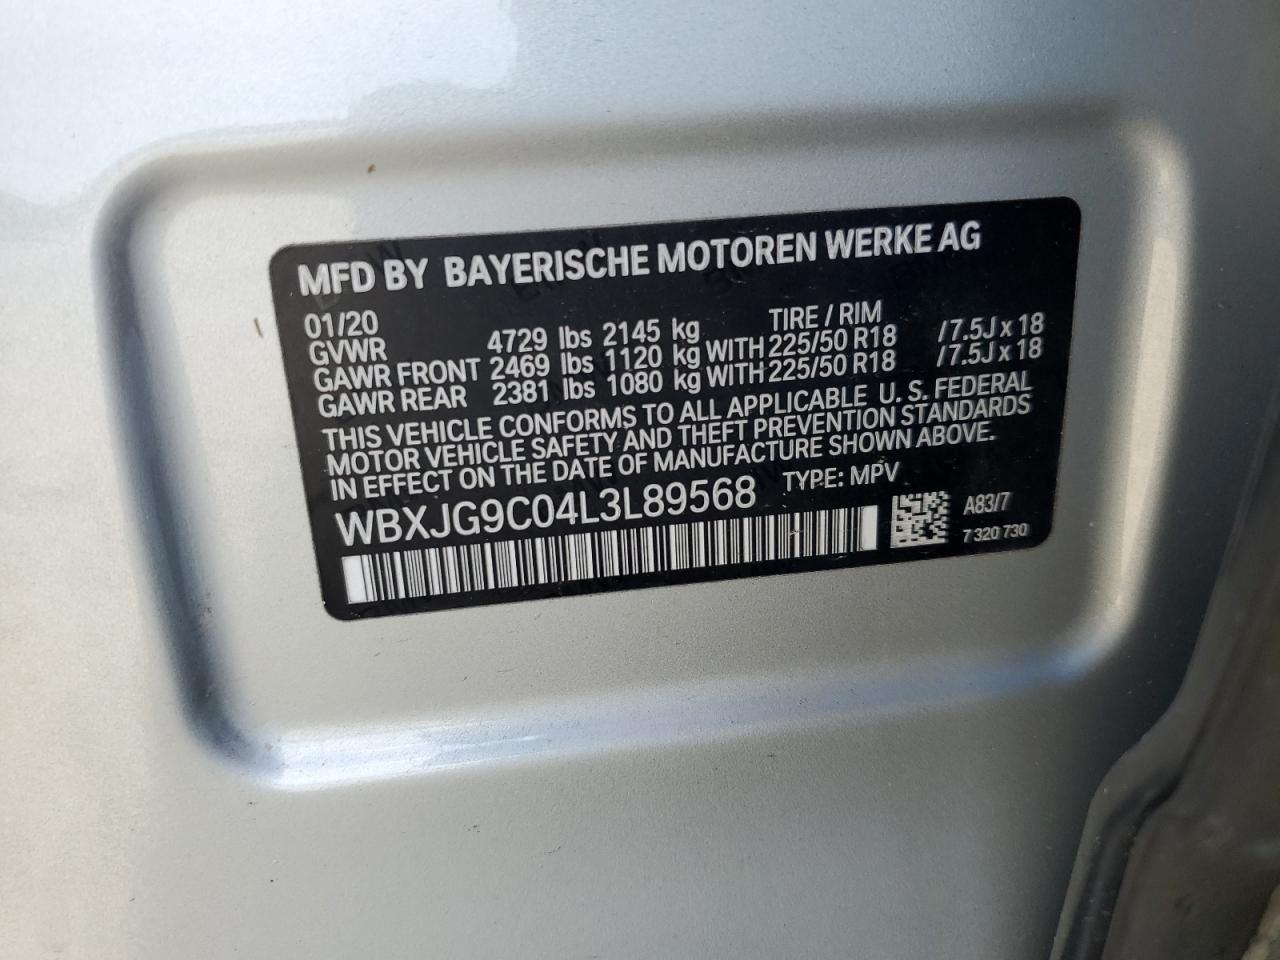 MFD BY BAYERISCHE MOTOREN WERKE AG
01/20 TIRE / RIM
GVWR 4729 lbs 2145 kg
GAWR FRONT 2469 lbs 1120 kg WITH 225/50 R18 /7.5J x 18
GAWR REAR 2381 lbs 1080 kg WITH 225/50 R18 /7.5J x 18
THIS VEHICLE CONFORMS TO ALL APPLICABLE U. S. FEDERAL
MOTOR VEHICLE SAFETY AND THEFT PREVENTION STANDARDS
IN EFFECT ON THE DATE OF MANUFACTURE SHOWN ABOVE.
WBXJG9C04L3L89568 TYPE: MPV
A83/7
7 320 730